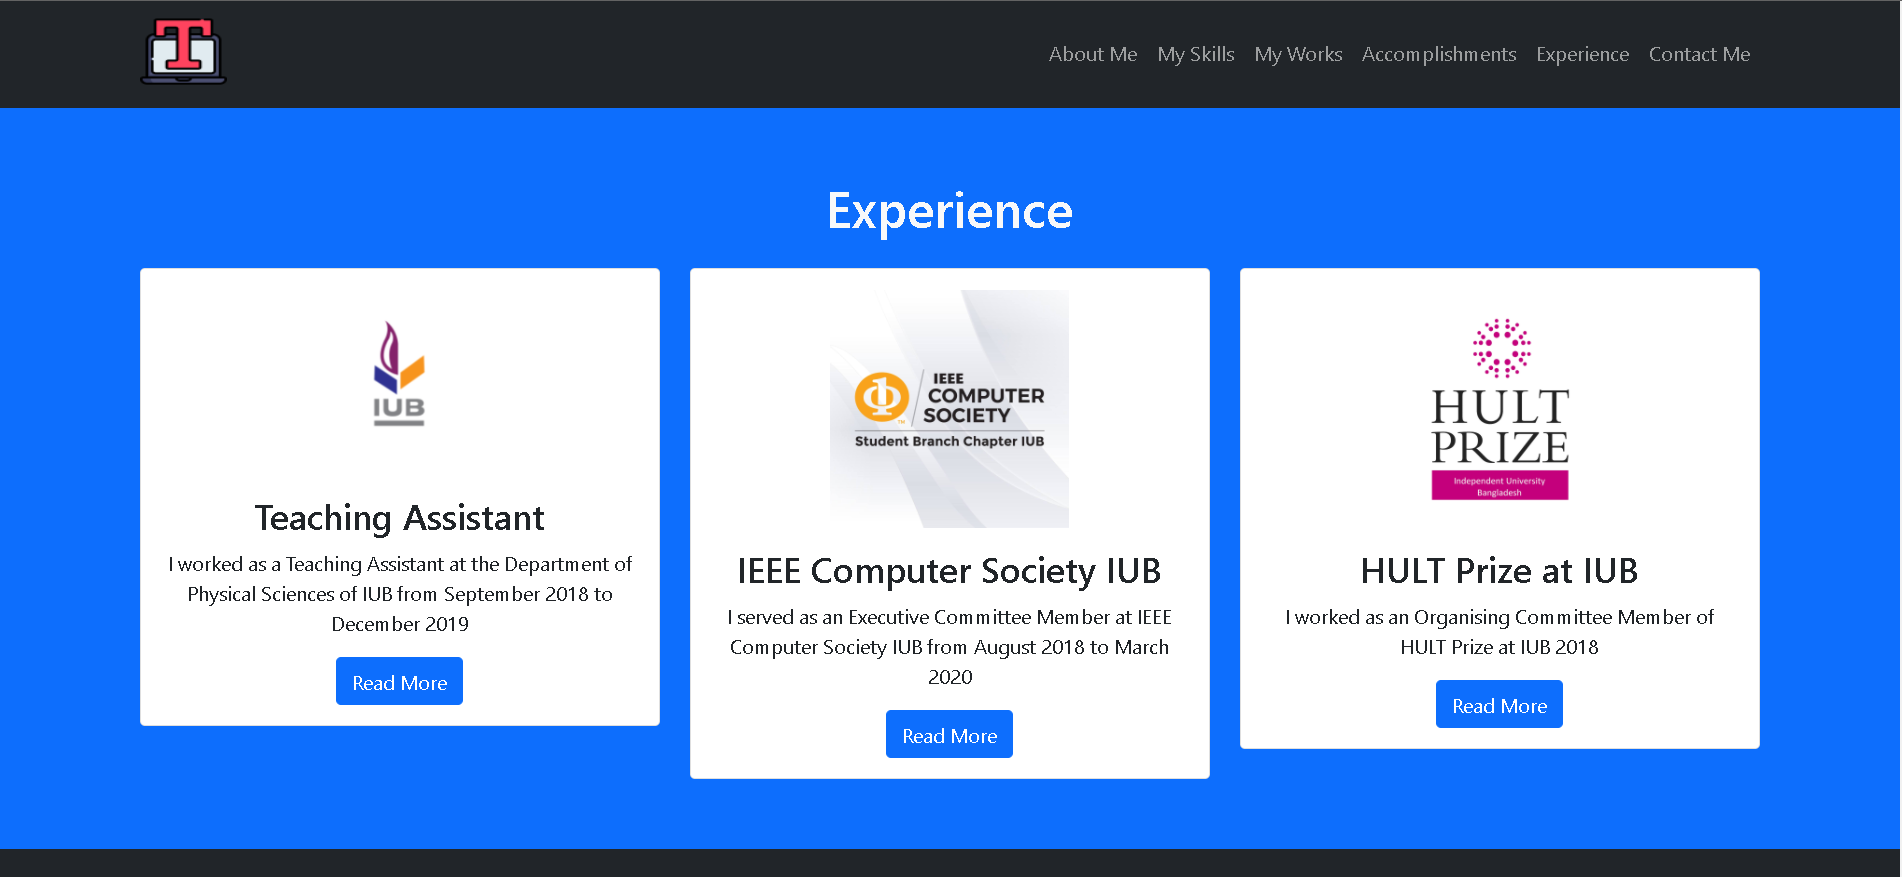 T
About Me My Skills My Works Accomplishments Experience Contact Me
Experience
IUB
Teaching Assistant
I worked as a Teaching Assistant at the Department of
Physical Sciences of IUB from September 2018 to
December 2019
Read More
IEEE
COMPUTER
SOCIETY
TM
Student Branch Chapter IUB
IEEE Computer Society IUB
I served as an Executive Committee Member at IEEE
Computer Society IUB from August 2018 to March
2020
Read More
HULT
PRIZE
Independent University
Bangladesh
HULT Prize at IUB
I worked as an Organising Committee Member of
HULT Prize at IUB 2018
Read More